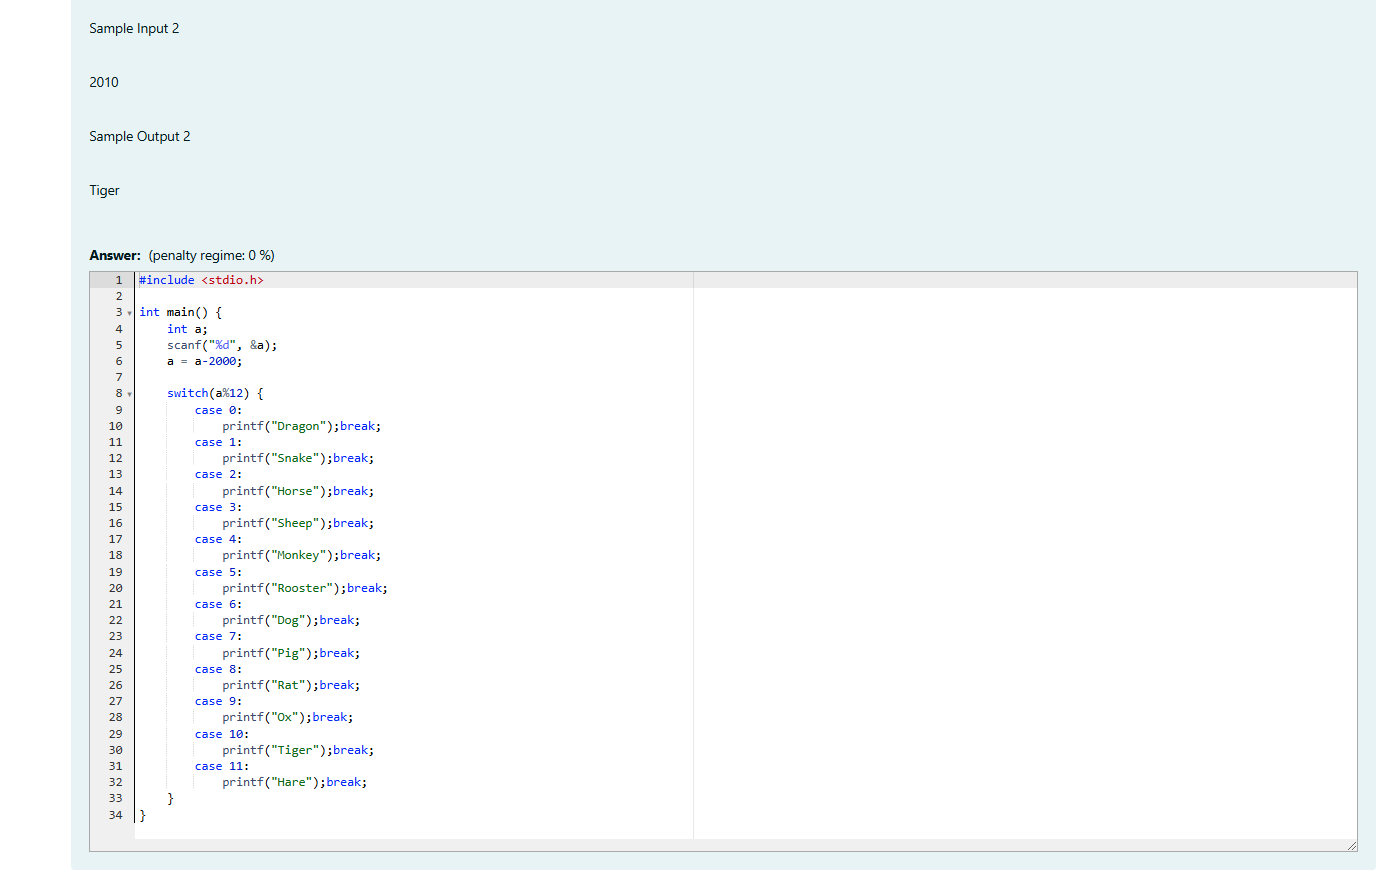 Sample Input 2
2010
Sample Output 2
Tiger
Answer: (penalty regime: 0 %)
1 #include <stdio.h>
2
3 int main() {
4     int a;
5     scanf("%d", &a);
6     a = a-2000;
7
8     switch(a%12) {
9         case 0:
10             printf("Dragon");break;
11         case 1:
12             printf("Snake");break;
13         case 2:
14             printf("Horse");break;
15         case 3:
16             printf("Sheep");break;
17         case 4:
18             printf("Monkey");break;
19         case 5:
20             printf("Rooster");break;
21         case 6:
22             printf("Dog");break;
23         case 7:
24             printf("Pig");break;
25         case 8:
26             printf("Rat");break;
27         case 9:
28             printf("Ox");break;
29         case 10:
30             printf("Tiger");break;
31         case 11:
32             printf("Hare");break;
33     }
34 }